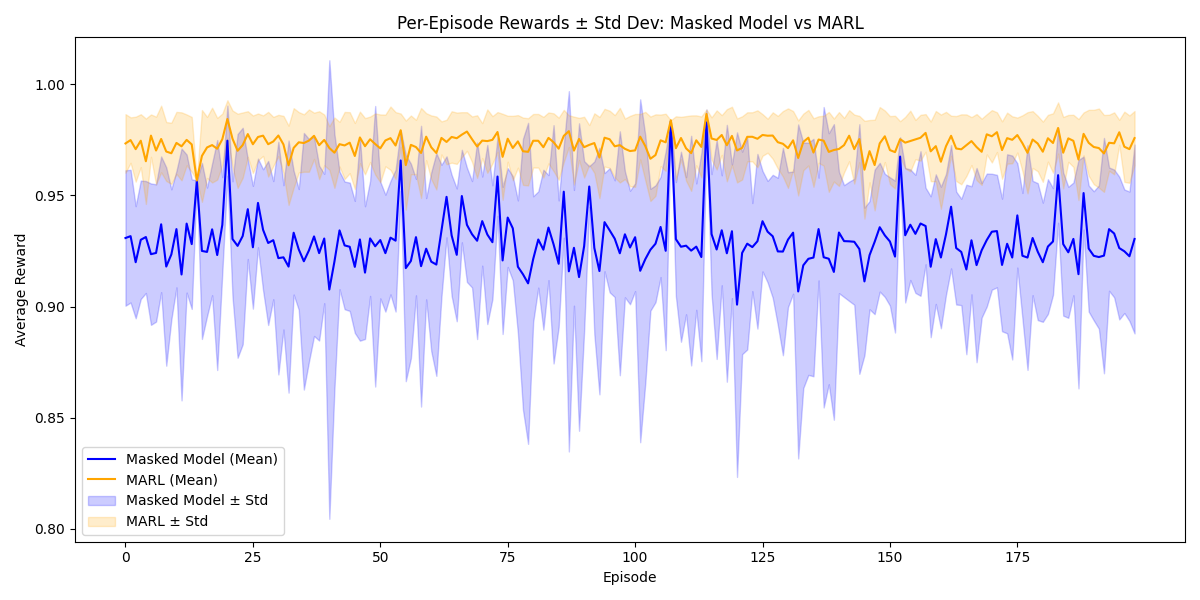 Per-Episode Rewards ± Std Dev: Masked Model vs MARL
Average Reward
1.00
0.95
0.90
0.85
0.80
Masked Model (Mean)
MARL (Mean)
Masked Model ± Std
MARL ± Std
0 25 50 75 100 125 150 175
Episode